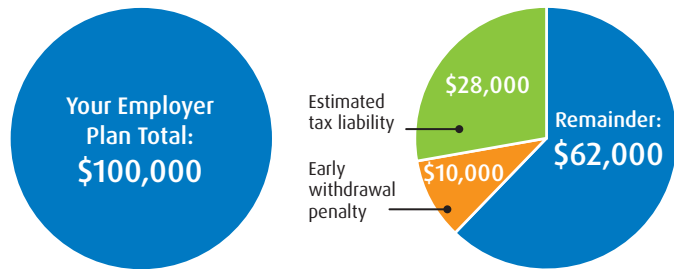 Your Employer
Plan Total:
$100,000
Estimated
tax liability
Early
withdrawal
penalty
$28,000
$10,000
Remainder:
$62,000